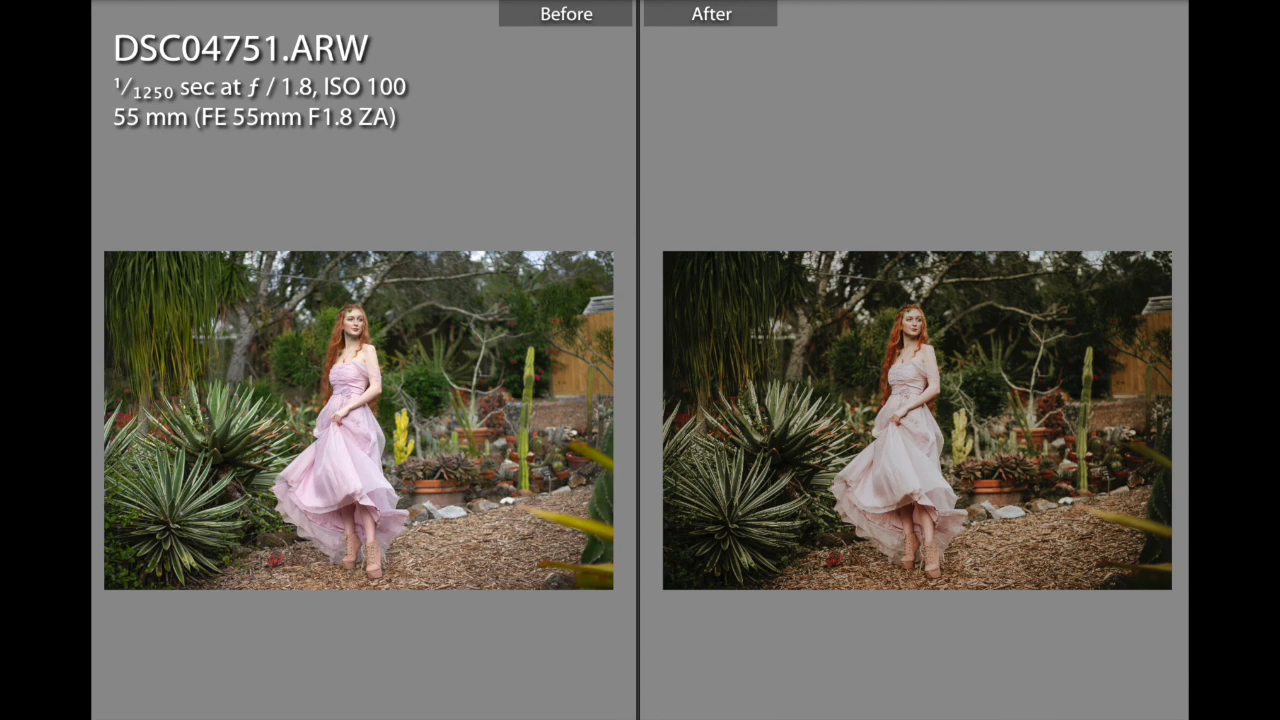 Before
After
DSC04751.ARW
¹⁄₁₂₅₀ sec at ƒ / 1.8, ISO 100
55 mm (FE 55mm F1.8 ZA)